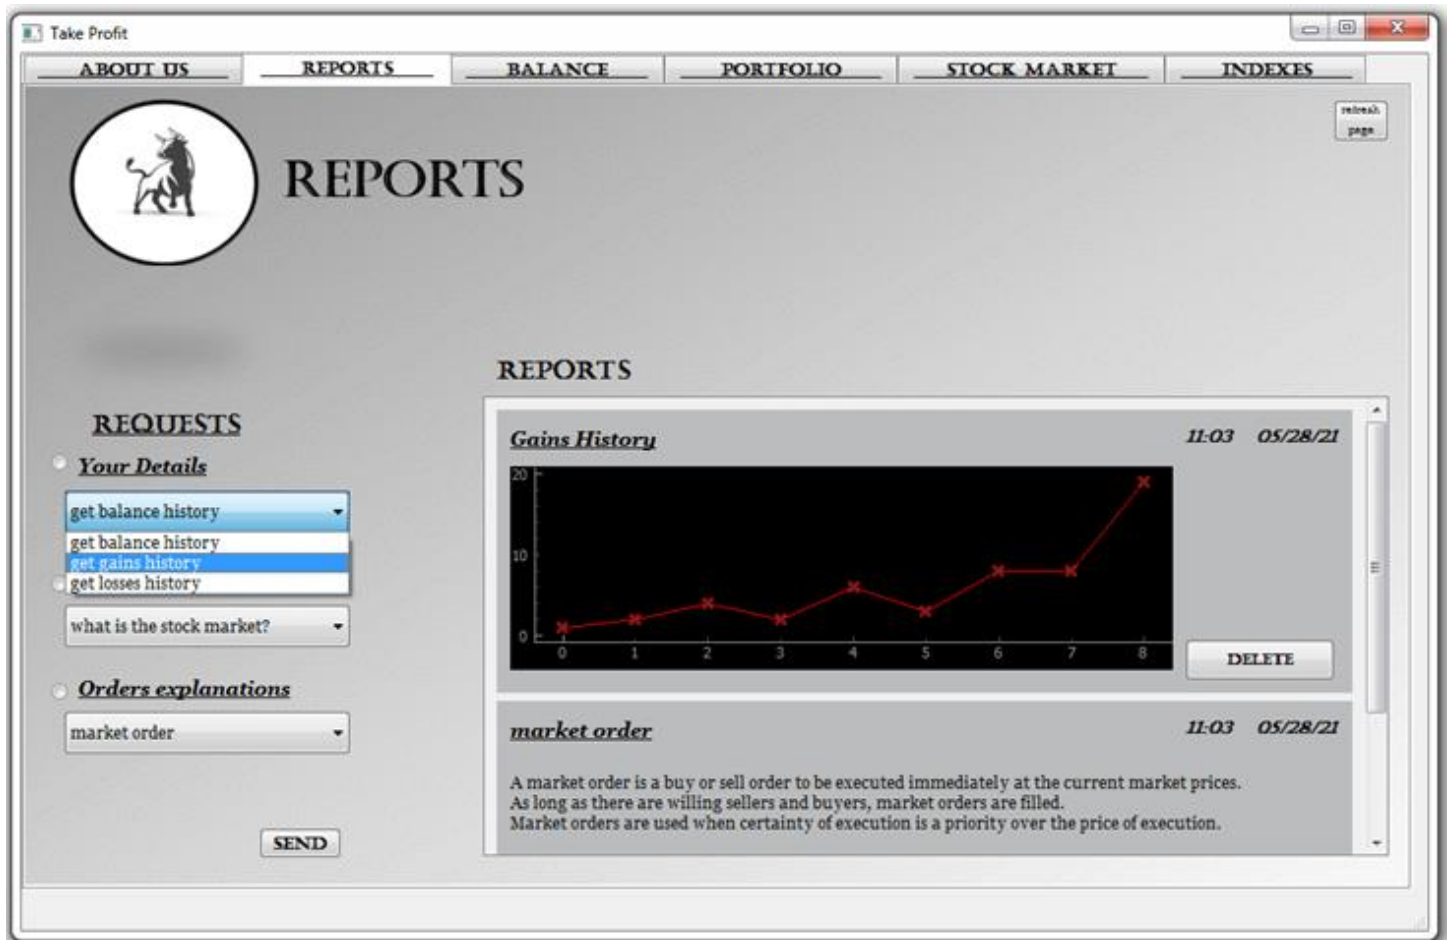 Take Profit
ABOUT US REPORTS BALANCE PORTFOLIO STOCK MARKET INDEXES
refresh
page
REPORTS
REPORTS
REQUESTS
Your Details
get balance history
get balance history
get gains history
get losses history
what is the stock market?
Orders explanations
market order
SEND
Gains History 11:03 05/28/21
20
10
0
0 1 2 3 4 5 6 7 8
DELETE
market order 11:03 05/28/21
A market order is a buy or sell order to be executed immediately at the current market prices.
As long as there are willing sellers and buyers, market orders are filled.
Market orders are used when certainty of execution is a priority over the price of execution.